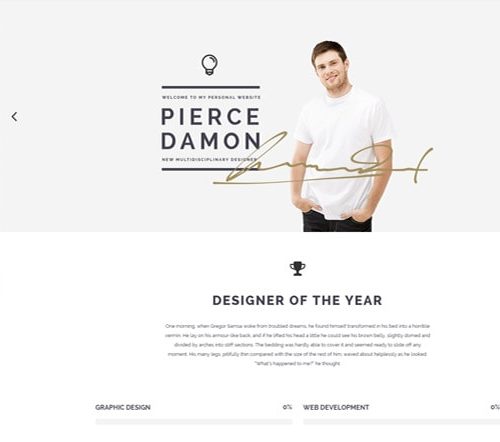 WELCOME TO MY PERSONAL WEBSITE
PIERCE
DAMON
NEW MULTIDISCIPLINARY DESIGNER
DESIGNER OF THE YEAR
One morning, when Gregor Samsa woke from troubled dreams, he found himself transformed in his bed into a horrible
vermin. He lay on his armour-like back, and if he lifted his head a little he could see his brown belly, slightly domed and
divided by arches into stiff sections. The bedding was hardly able to cover it and seemed ready to slide off any
moment. His many legs, pitifully thin compared with the size of the rest of him, waved about helplessly as he looked.
"What's happened to me?" he thought.
GRAPHIC DESIGN 0% WEB DEVELOPMENT 0%